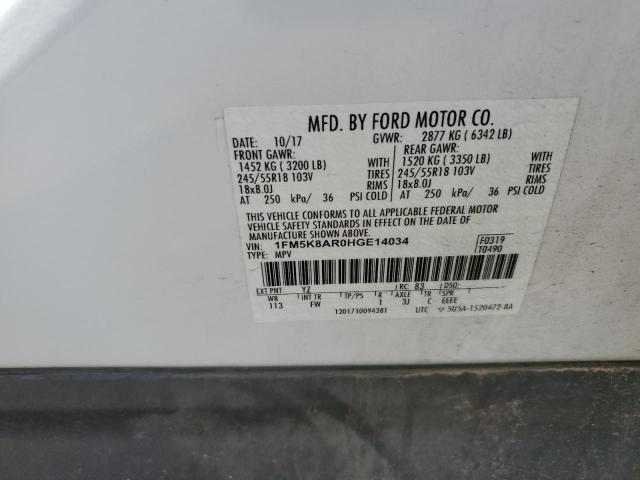 MFD. BY FORD MOTOR CO.
DATE: 10/17 GVWR: 2877 KG ( 6342 LB)
FRONT GAWR: REAR GAWR:
1452 KG ( 3200 LB) WITH 1520 KG ( 3350 LB) WITH
245/55R18 103V TIRES 245/55R18 103V TIRES
18x8.0J RIMS 18x8.0J RIMS
AT 250 kPa/ 36 PSI COLD AT 250 kPa/ 36 PSI COLD
THIS VEHICLE CONFORMS TO ALL APPLICABLE FEDERAL MOTOR
VEHICLE SAFETY STANDARDS IN EFFECT ON THE DATE OF
MANUFACTURE SHOWN ABOVE.
VIN: 1FM5K8AR0HGE14034 F0319
TYPE: MPV T0490
EXT PNT: YZ RC: 83 DSO:
WB INT TR TP/PS R AXLE TR SPR
113 FW 1 3J C EEEE
1201710094381 UTC 5U5A-1520472-BA